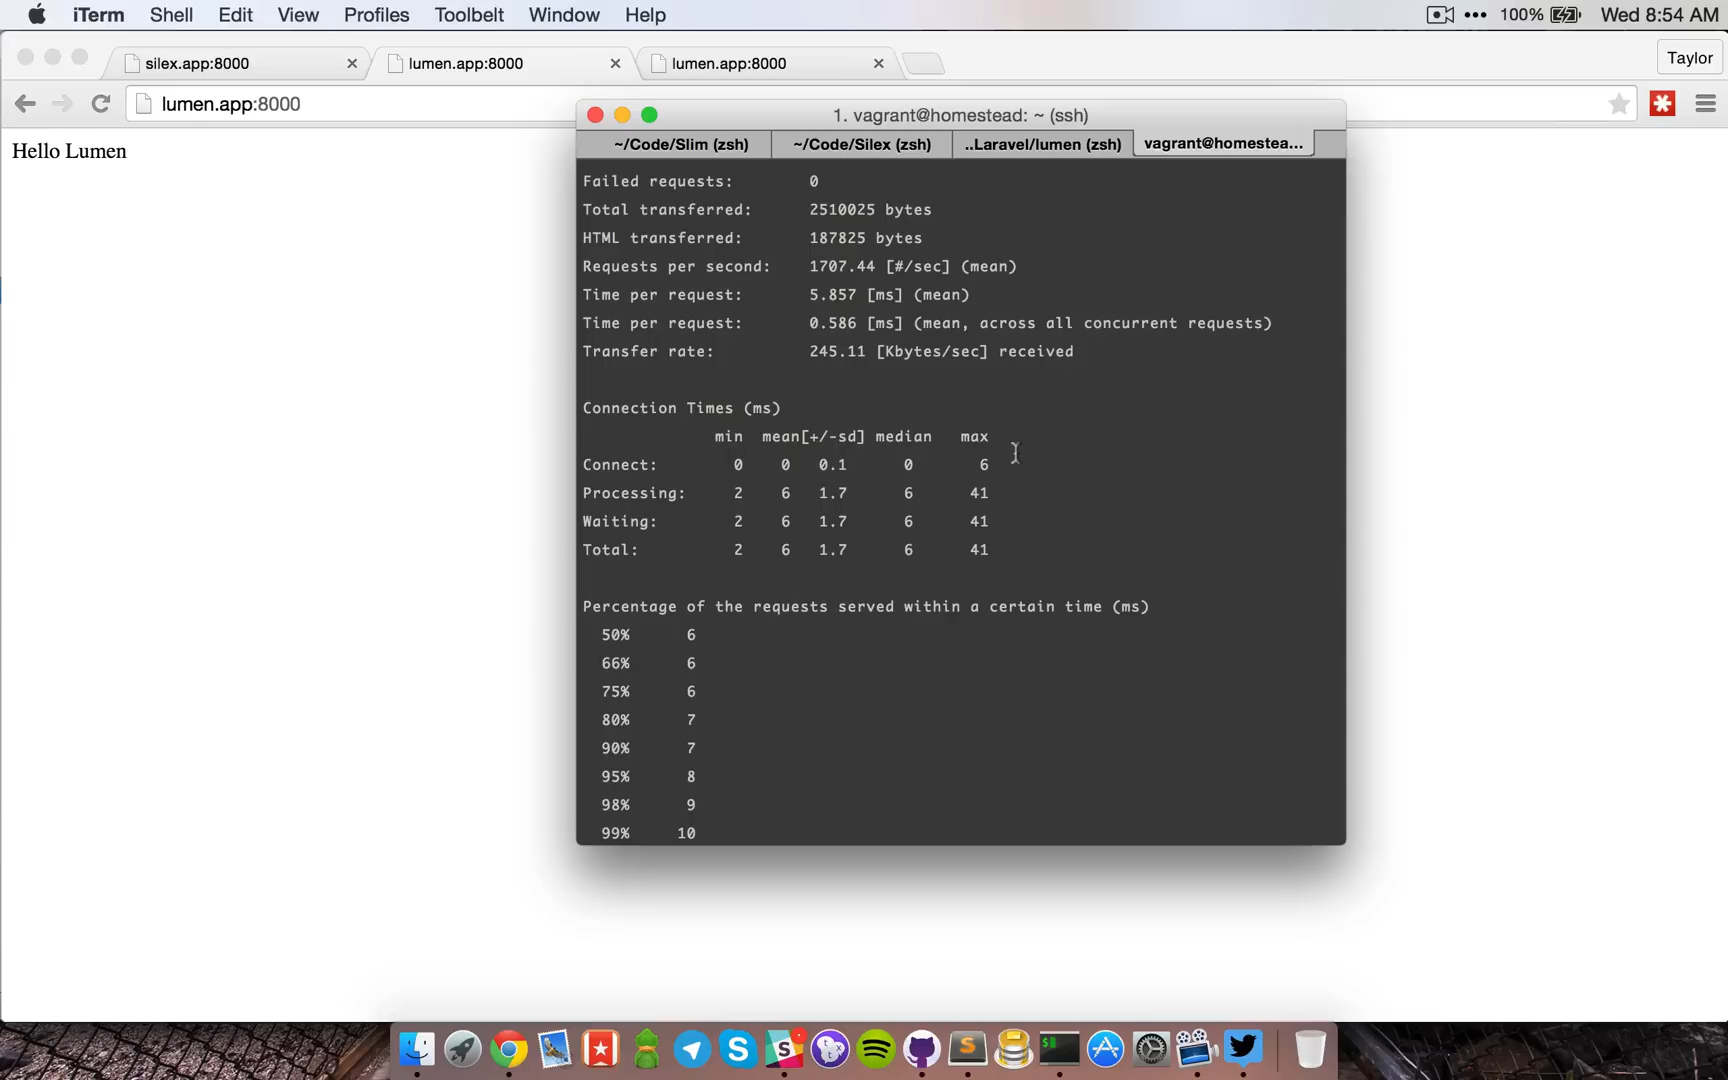 iTerm Shell Edit View Profiles Toolbelt Window Help 100% Wed 8:54 AM
silex.app:8000 lumen.app:8000 lumen.app:8000 Taylor
lumen.app:8000
Hello Lumen
1. vagrant@homestead: ~ (ssh)
~/Code/Slim (zsh) ~/Code/Silex (zsh) ..Laravel/lumen (zsh) vagrant@homestea...
Failed requests: 0
Total transferred: 2510025 bytes
HTML transferred: 187825 bytes
Requests per second: 1707.44 [#/sec] (mean)
Time per request: 5.857 [ms] (mean)
Time per request: 0.586 [ms] (mean, across all concurrent requests)
Transfer rate: 245.11 [Kbytes/sec] received
Connection Times (ms)
min mean[+/-sd] median max
Connect: 0 0 0.1 0 6
Processing: 2 6 1.7 6 41
Waiting: 2 6 1.7 6 41
Total: 2 6 1.7 6 41
Percentage of the requests served within a certain time (ms)
50% 6
66% 6
75% 6
80% 7
90% 7
95% 8
98% 9
99% 10